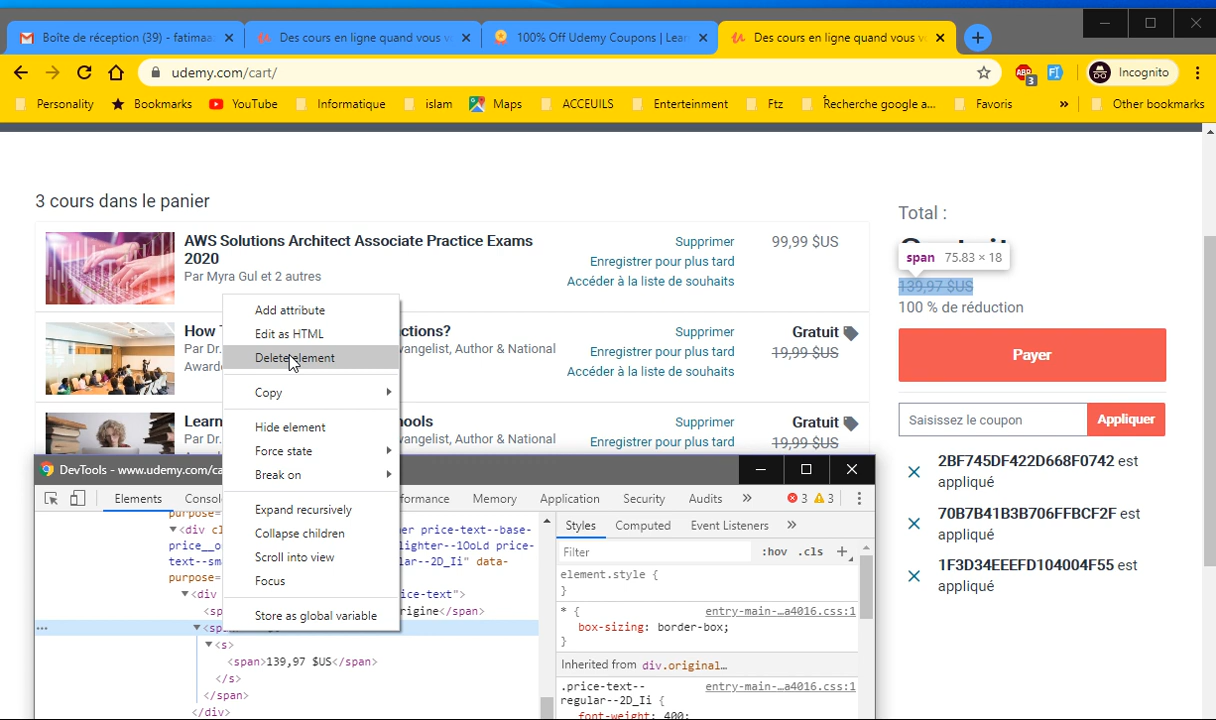 Boîte de réception (39) - fatimaa
Des cours en ligne quand vous v
100% Off Udemy Coupons | Lear
Des cours en ligne quand vous v
udemy.com/cart/
ABP
3
Incognito
Personality
Bookmarks
YouTube
Informatique
islam
Maps
ACCEUILS
Enterteinment
Ftz
Recherche google a...
Favoris
»
Other bookmarks
3 cours dans le panier
AWS Solutions Architect Associate Practice Exams
2020
Par Myra Gul et 2 autres
Supprimer
Enregistrer pour plus tard
Accéder à la liste de souhaits
99,99 $US
How
nctions?
Par Dr.
vangelist, Author & National
Award
Supprimer
Enregistrer pour plus tard
Accéder à la liste de souhaits
Gratuit
19,99 $US
Learn
ools
Par Dr.
vangelist, Author & National
Supprimer
Enregistrer pour plus tard
Gratuit
19,99 $US
Total :
span 75.83 × 18
139,97 $US
100 % de réduction
Payer
Saisissez le coupon
Appliquer
2BF745DF422D668F0742 est
appliqué
70B7B41B3B706FFBCF2F est
appliqué
1F3D34EEEFD104004F55 est
appliqué
Add attribute
Edit as HTML
Delete element
Copy
Hide element
Force state
Break on
Expand recursively
Collapse children
Scroll into view
Focus
Store as global variable
DevTools - www.udemy.com/ca
Elements
Consol
formance
Memory
Application
Security
Audits
»
3
3
purpose=
<div cl
er price-text--base-
price__o
lighter--1OoLd price-
text--sm
lar--2D_Ii" data-
purpose=
<div
ice-text">
<sp
rigine</span>
<spa
<s>
<span>139,97 $US</span>
</s>
</span>
</div>
Styles
Computed
Event Listeners
»
Filter
:hov .cls +
element.style {
}
* {
entry-main-…a4016.css:1
box-sizing: border-box;
}
Inherited from div.original…
.price-text--
entry-main-…a4016.css:1
regular--2D_Ii {
font-weight: 400;